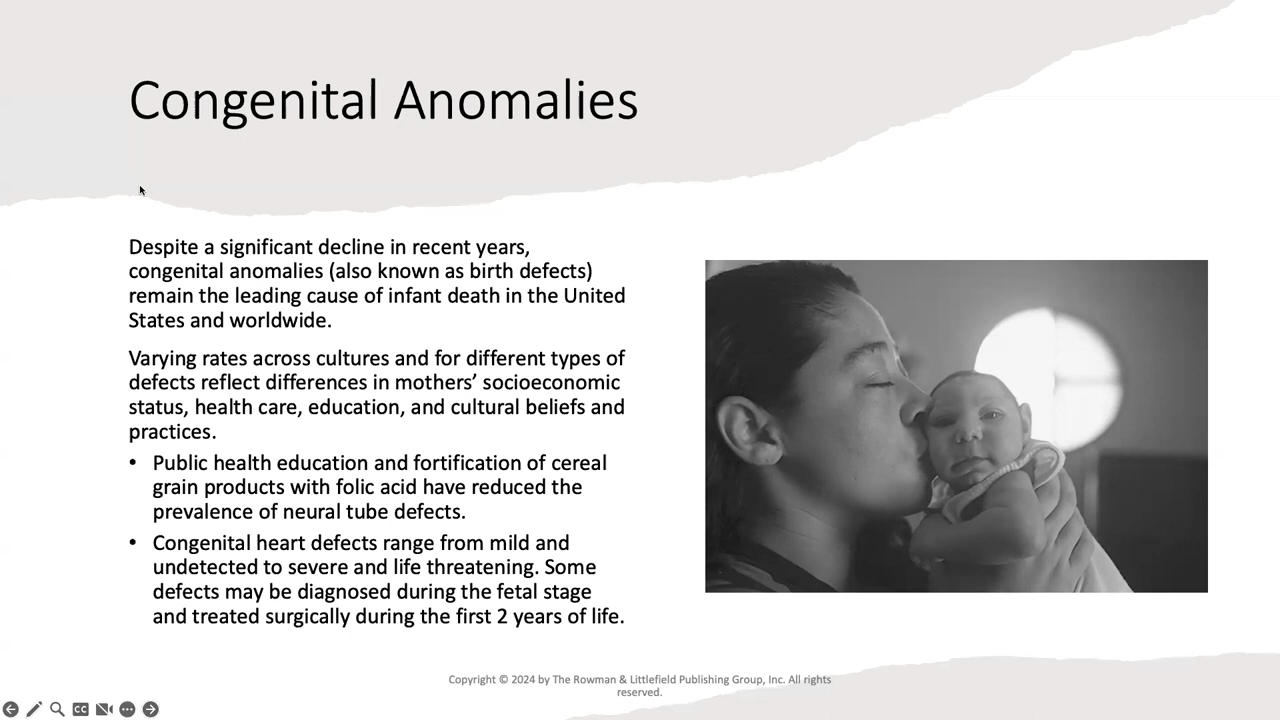 Congenital Anomalies
Despite a significant decline in recent years,
congenital anomalies (also known as birth defects)
remain the leading cause of infant death in the United
States and worldwide.
Varying rates across cultures and for different types of
defects reflect differences in mothers’ socioeconomic
status, health care, education, and cultural beliefs and
practices.
• Public health education and fortification of cereal
grain products with folic acid have reduced the
prevalence of neural tube defects.
• Congenital heart defects range from mild and
undetected to severe and life threatening. Some
defects may be diagnosed during the fetal stage
and treated surgically during the first 2 years of life.
Copyright © 2024 by The Rowman & Littlefield Publishing Group, Inc. All rights
reserved.
CC